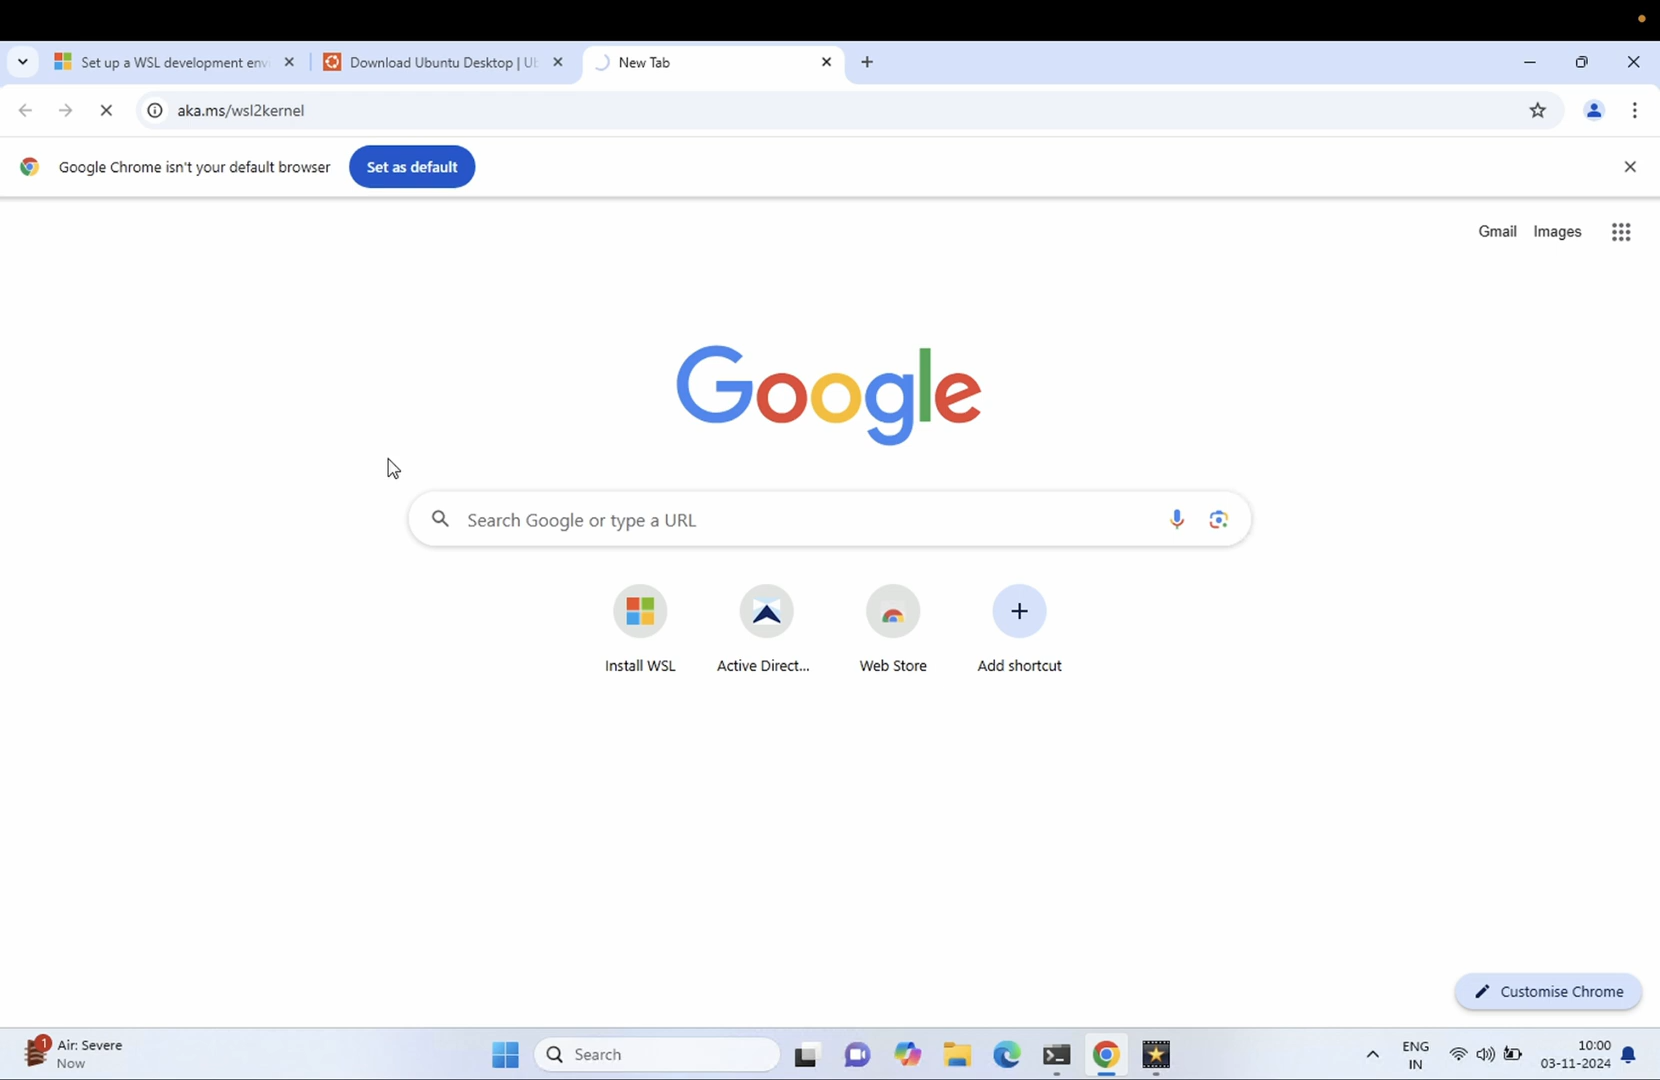 Set up a WSL development env
Download Ubuntu Desktop | Ub
New Tab
aka.ms/wsl2kernel
Google Chrome isn't your default browser
Set as default
Gmail
Images
Google
Search Google or type a URL
Install WSL
Active Direct...
Web Store
Add shortcut
Customise Chrome
1
Air: Severe
Now
Search
ENG
IN
10:00
03-11-2024